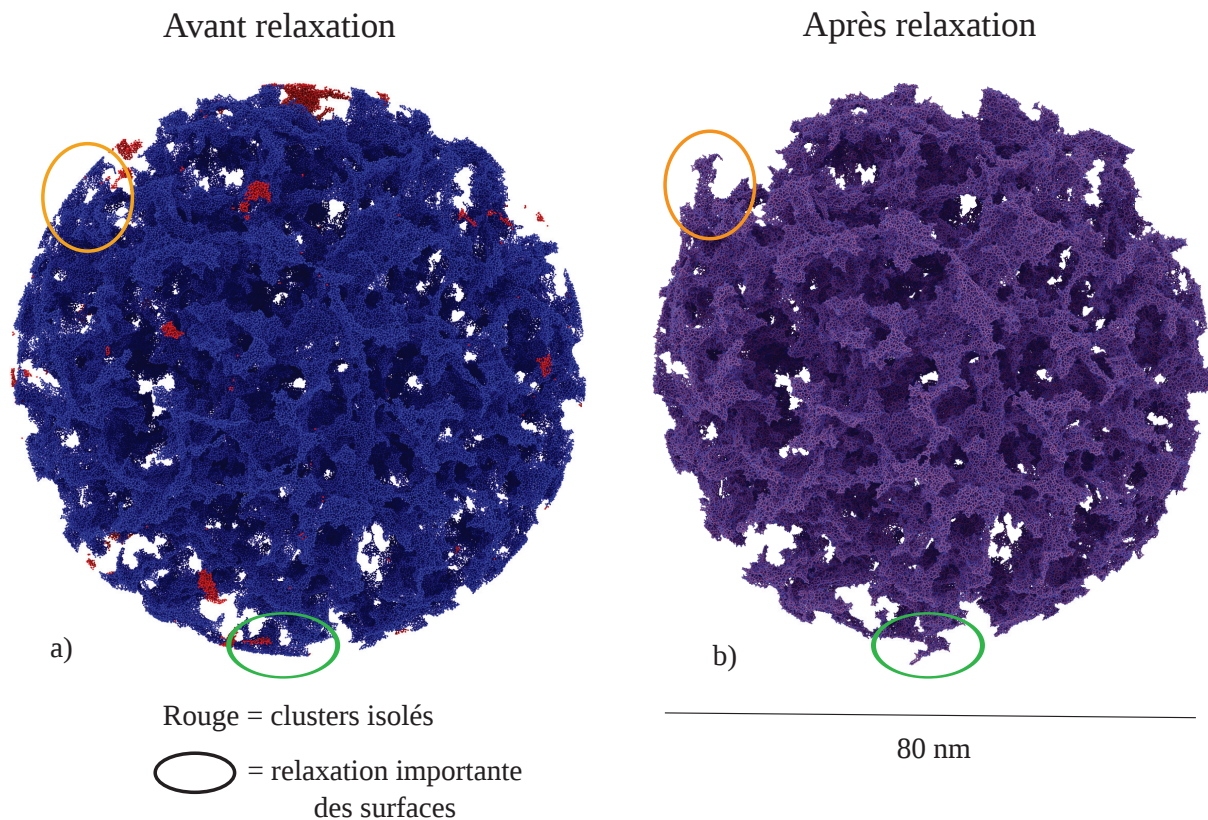 Avant relaxation
Après relaxation
a)
b)
Rouge = clusters isolés
= relaxation importante
des surfaces
80 nm